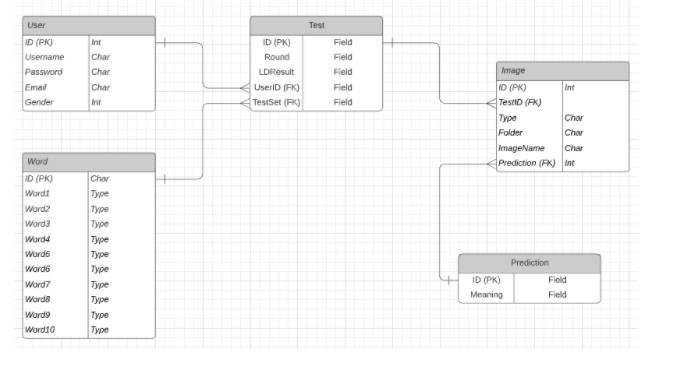 User
ID (PK) Int
Username Char
Password Char
Email Char
Gender Int
Test
ID (PK) Field
Round Field
LDResult Field
UserID (FK) Field
TestSet (FK) Field
Image
ID (PK) Int
TestID (FK)
Type Char
Folder Char
ImageName Char
Prediction (FK) Int
Word
ID (PK) Char
Word1 Type
Word2 Type
Word3 Type
Word4 Type
Word5 Type
Word6 Type
Word7 Type
Word8 Type
Word9 Type
Word10 Type
Prediction
ID (PK) Field
Meaning Field